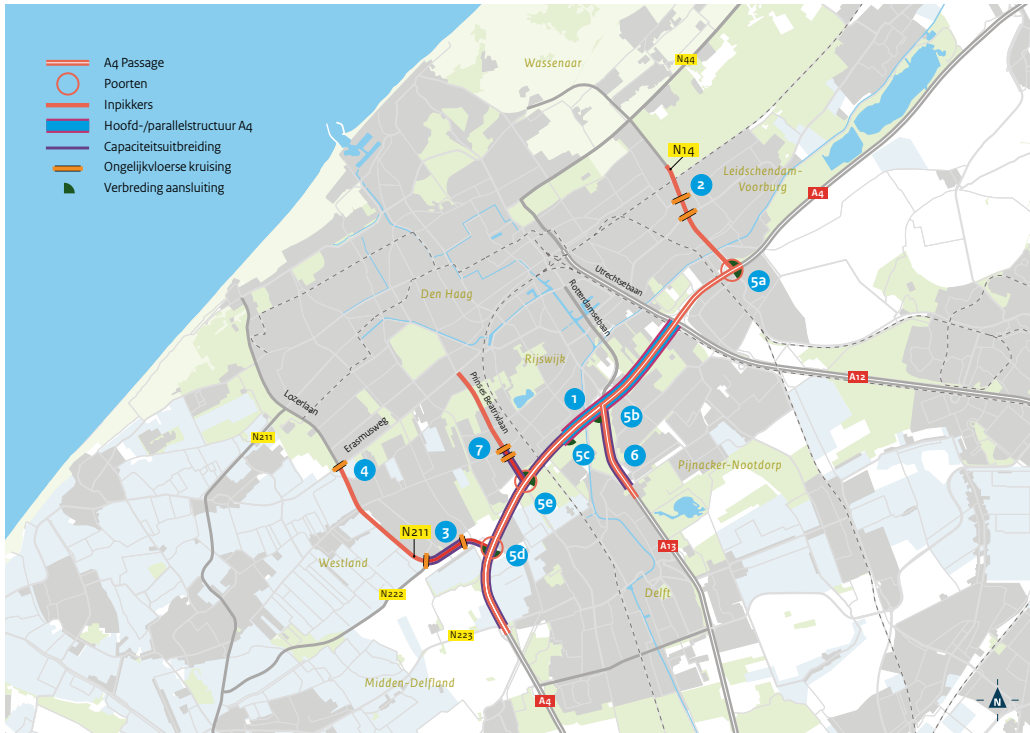 A4 Passage
Poorten
Inpikkers
Hoofd-/parallelstructuur A4
Capaciteitsuitbreiding
Ongelijkvloerse kruising
Verbreding aansluiting
Wassenaar
N44
N14
2
Leidschendam-
Voorburg
A4
5a
Utrechtsebaan
Rotterdamsebaan
Den Haag
Rijswijk
A12
Prinses Beatrixlaan
Lozerlaan
Erasmusweg
N211
1
5b
5c
6
7
4
Pijnacker-Nootdorp
5e
N211
3
5d
A13
Westland
N222
Delft
N223
Midden-Delfland
A4
N